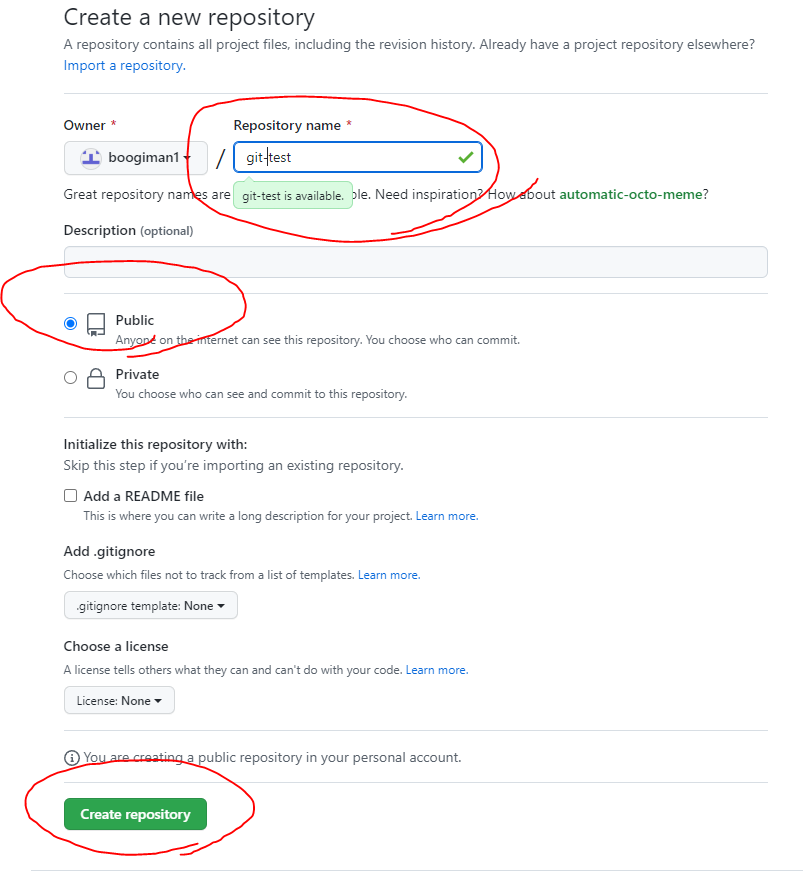 Create a new repository
A repository contains all project files, including the revision history. Already have a project repository elsewhere?
Import a repository.
Owner *
Repository name *
boogiman1
/
git-test
Great repository names are
git-test is available.
ble. Need inspiration? How about automatic-octo-meme?
Description (optional)
Public
Anyone on the internet can see this repository. You choose who can commit.
Private
You choose who can see and commit to this repository.
Initialize this repository with:
Skip this step if you're importing an existing repository.
Add a README file
This is where you can write a long description for your project. Learn more.
Add .gitignore
Choose which files not to track from a list of templates. Learn more.
.gitignore template: None
Choose a license
A license tells others what they can and can't do with your code. Learn more.
License: None
You are creating a public repository in your personal account.
Create repository